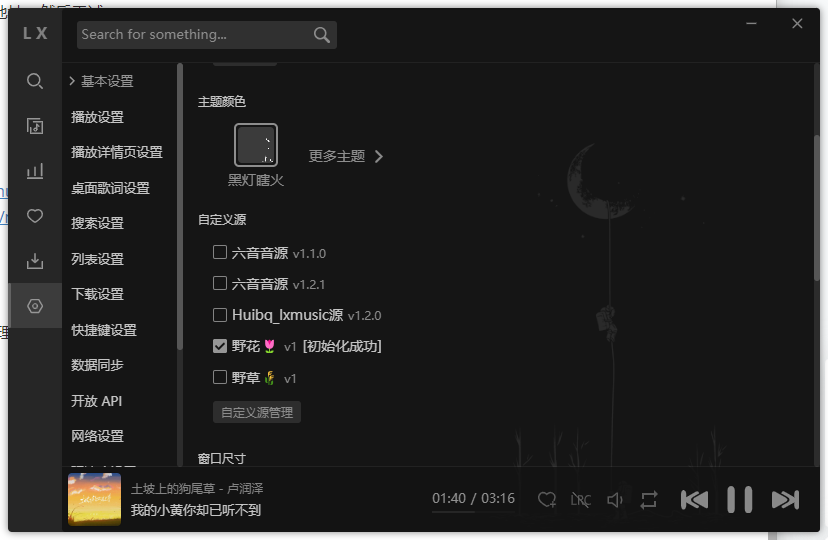 LX
Search for something...
基本设置
播放设置
播放详情页设置
桌面歌词设置
搜索设置
列表设置
下载设置
快捷键设置
数据同步
开放 API
网络设置
主题颜色
黑灯瞎火
更多主题
自定义源
六音音源 v1.1.0
六音音源 v1.2.1
Huibq_lxmusic源 v1.2.0
野花🌷 v1 [初始化成功]
野草 v1
自定义源管理
窗口尺寸
土坡上的狗尾草 - 卢润泽
我的小黄你却已听不到
01:40 / 03:16
LRC